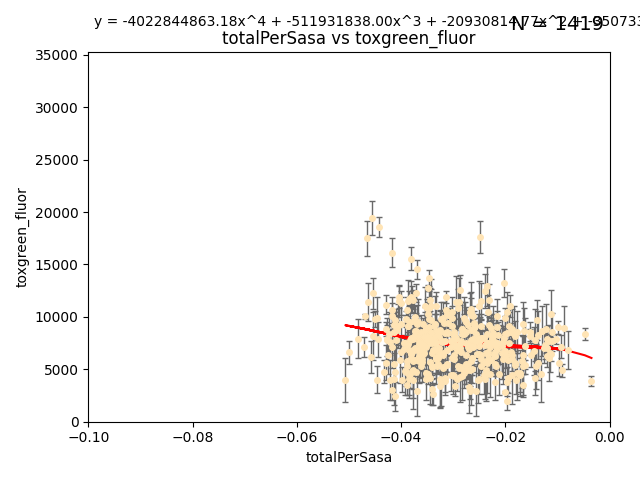 y = -4022844863.18x^4 + -511931838.00x^3 + -20930814.77x^2 +
N = 1419
totalPerSasa vs toxgreen_fluor
35000
30000
25000
20000
15000
10000
5000
0
toxgreen_fluor
−0.10
−0.08
−0.06
−0.04
−0.02
0.00
totalPerSasa